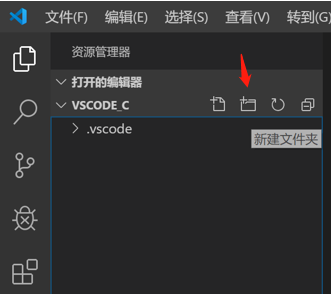 文件(F) 编辑(E) 选择(S) 查看(V) 转到(G)
资源管理器
打开的编辑器
VSCODE_C
.vscode
新建文件夹